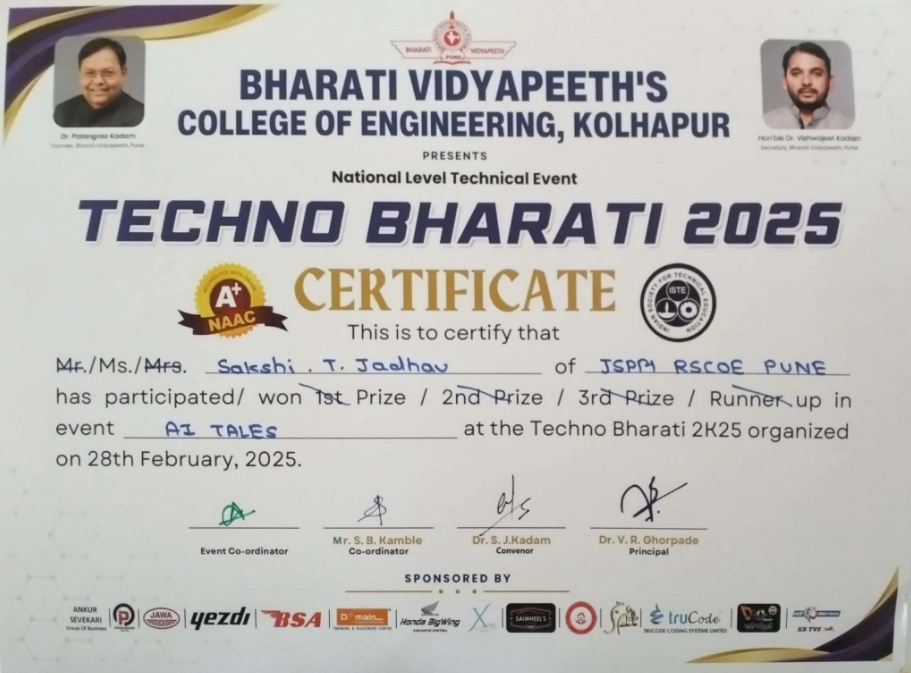 BHARATI VIDYAPEETH
PUNE
Dr. Patangrao Kadam
Founder, Bharati Vidyapeeth, Pune
Hon'ble Dr. Vishwajeet Kadam
Secretary, Bharati Vidyapeeth, Pune
BHARATI VIDYAPEETH'S
COLLEGE OF ENGINEERING, KOLHAPUR
PRESENTS
National Level Technical Event
TECHNO BHARATI 2025
A+
NAAC
CERTIFICATE
INDIAN SOCIETY FOR TECHNICAL EDUCATION
ISTE
This is to certify that
Mr./Ms./Mrs. Sakshi . T. Jadhav of JSPM RSCOE PUNE
has participated/ won 1st Prize / 2nd Prize / 3rd Prize / Runner up in
event AI TALES at the Techno Bharati 2K25 organized
on 28th February, 2025.
Event Co-ordinator
Mr. S. B. Kamble
Co-ordinator
Dr. S. J.Kadam
Convenor
Dr. V. R. Ghorpade
Principal
SPONSORED BY
ANKUR
SEVEKARI
Group Of Business
JAWA
yezdi
BSA
Domain
TRAINING & PLACEMENT CENTRE
Honda BigWing
SAIWHEEL'S
truCode
TRUCODE CODING SYSTEMS LIMITED
TVS